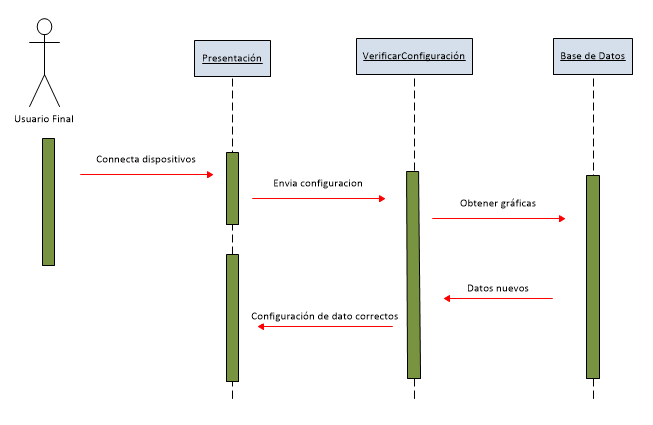 Presentación
VerificarConfiguración
Base de Datos
Usuario Final
Connecta dispositivos
Envia configuracion
Obtener gráficas
Datos nuevos
Configuración de dato correctos